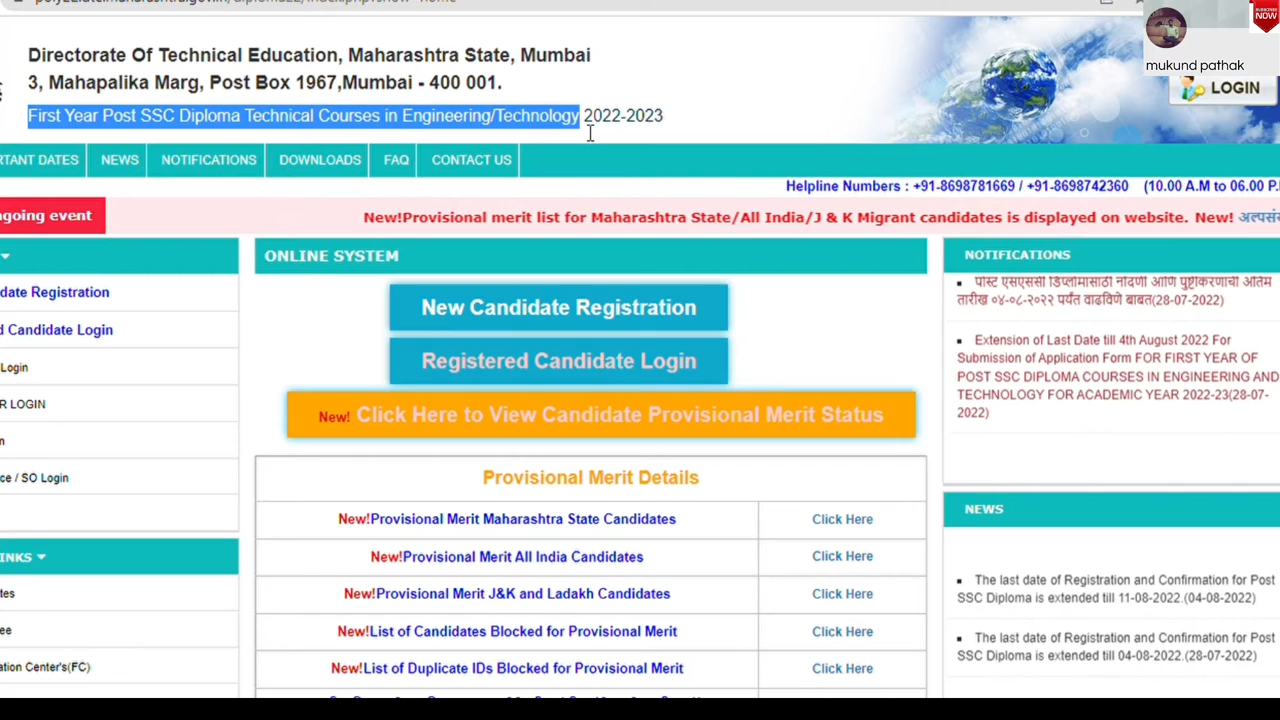 Directorate Of Technical Education, Maharashtra State, Mumbai
3, Mahapalika Marg, Post Box 1967,Mumbai - 400 001.
First Year Post SSC Diploma Technical Courses in Engineering/Technology 2022-2023
SUBSCRIBE
NOW
mukund pathak
LOGIN
RTANT DATES
NEWS
NOTIFICATIONS
DOWNLOADS
FAQ
CONTACT US
Helpline Numbers : +91-8698781669 / +91-8698742360 (10.00 A.M to 06.00 P.
going event
New!Provisional merit list for Maharashtra State/All India/J & K Migrant candidates is displayed on website. New! अल्पसं
date Registration
d Candidate Login
Login
R LOGIN
n
ce / SO Login
INKS
tes
ee
ation Center's(FC)
ONLINE SYSTEM
New Candidate Registration
Registered Candidate Login
New! Click Here to View Candidate Provisional Merit Status
Provisional Merit Details
New!Provisional Merit Maharashtra State Candidates Click Here
New!Provisional Merit All India Candidates Click Here
New!Provisional Merit J&K and Ladakh Candidates Click Here
New!List of Candidates Blocked for Provisional Merit Click Here
New!List of Duplicate IDs Blocked for Provisional Merit Click Here
NOTIFICATIONS
पोस्ट एसएससी डिप्लोमासाठी नोंदणी आणि पुष्टीकरणाची अंतिम
तारीख ०४-०८-२०२२ पर्यंत वाढविणे बाबत(28-07-2022)
Extension of Last Date till 4th August 2022 For
Submission of Application Form FOR FIRST YEAR OF
POST SSC DIPLOMA COURSES IN ENGINEERING AND
TECHNOLOGY FOR ACADEMIC YEAR 2022-23(28-07-
2022)
NEWS
The last date of Registration and Confirmation for Post
SSC Diploma is extended till 11-08-2022.(04-08-2022)
The last date of Registration and Confirmation for Post
SSC Diploma is extended till 04-08-2022.(28-07-2022)